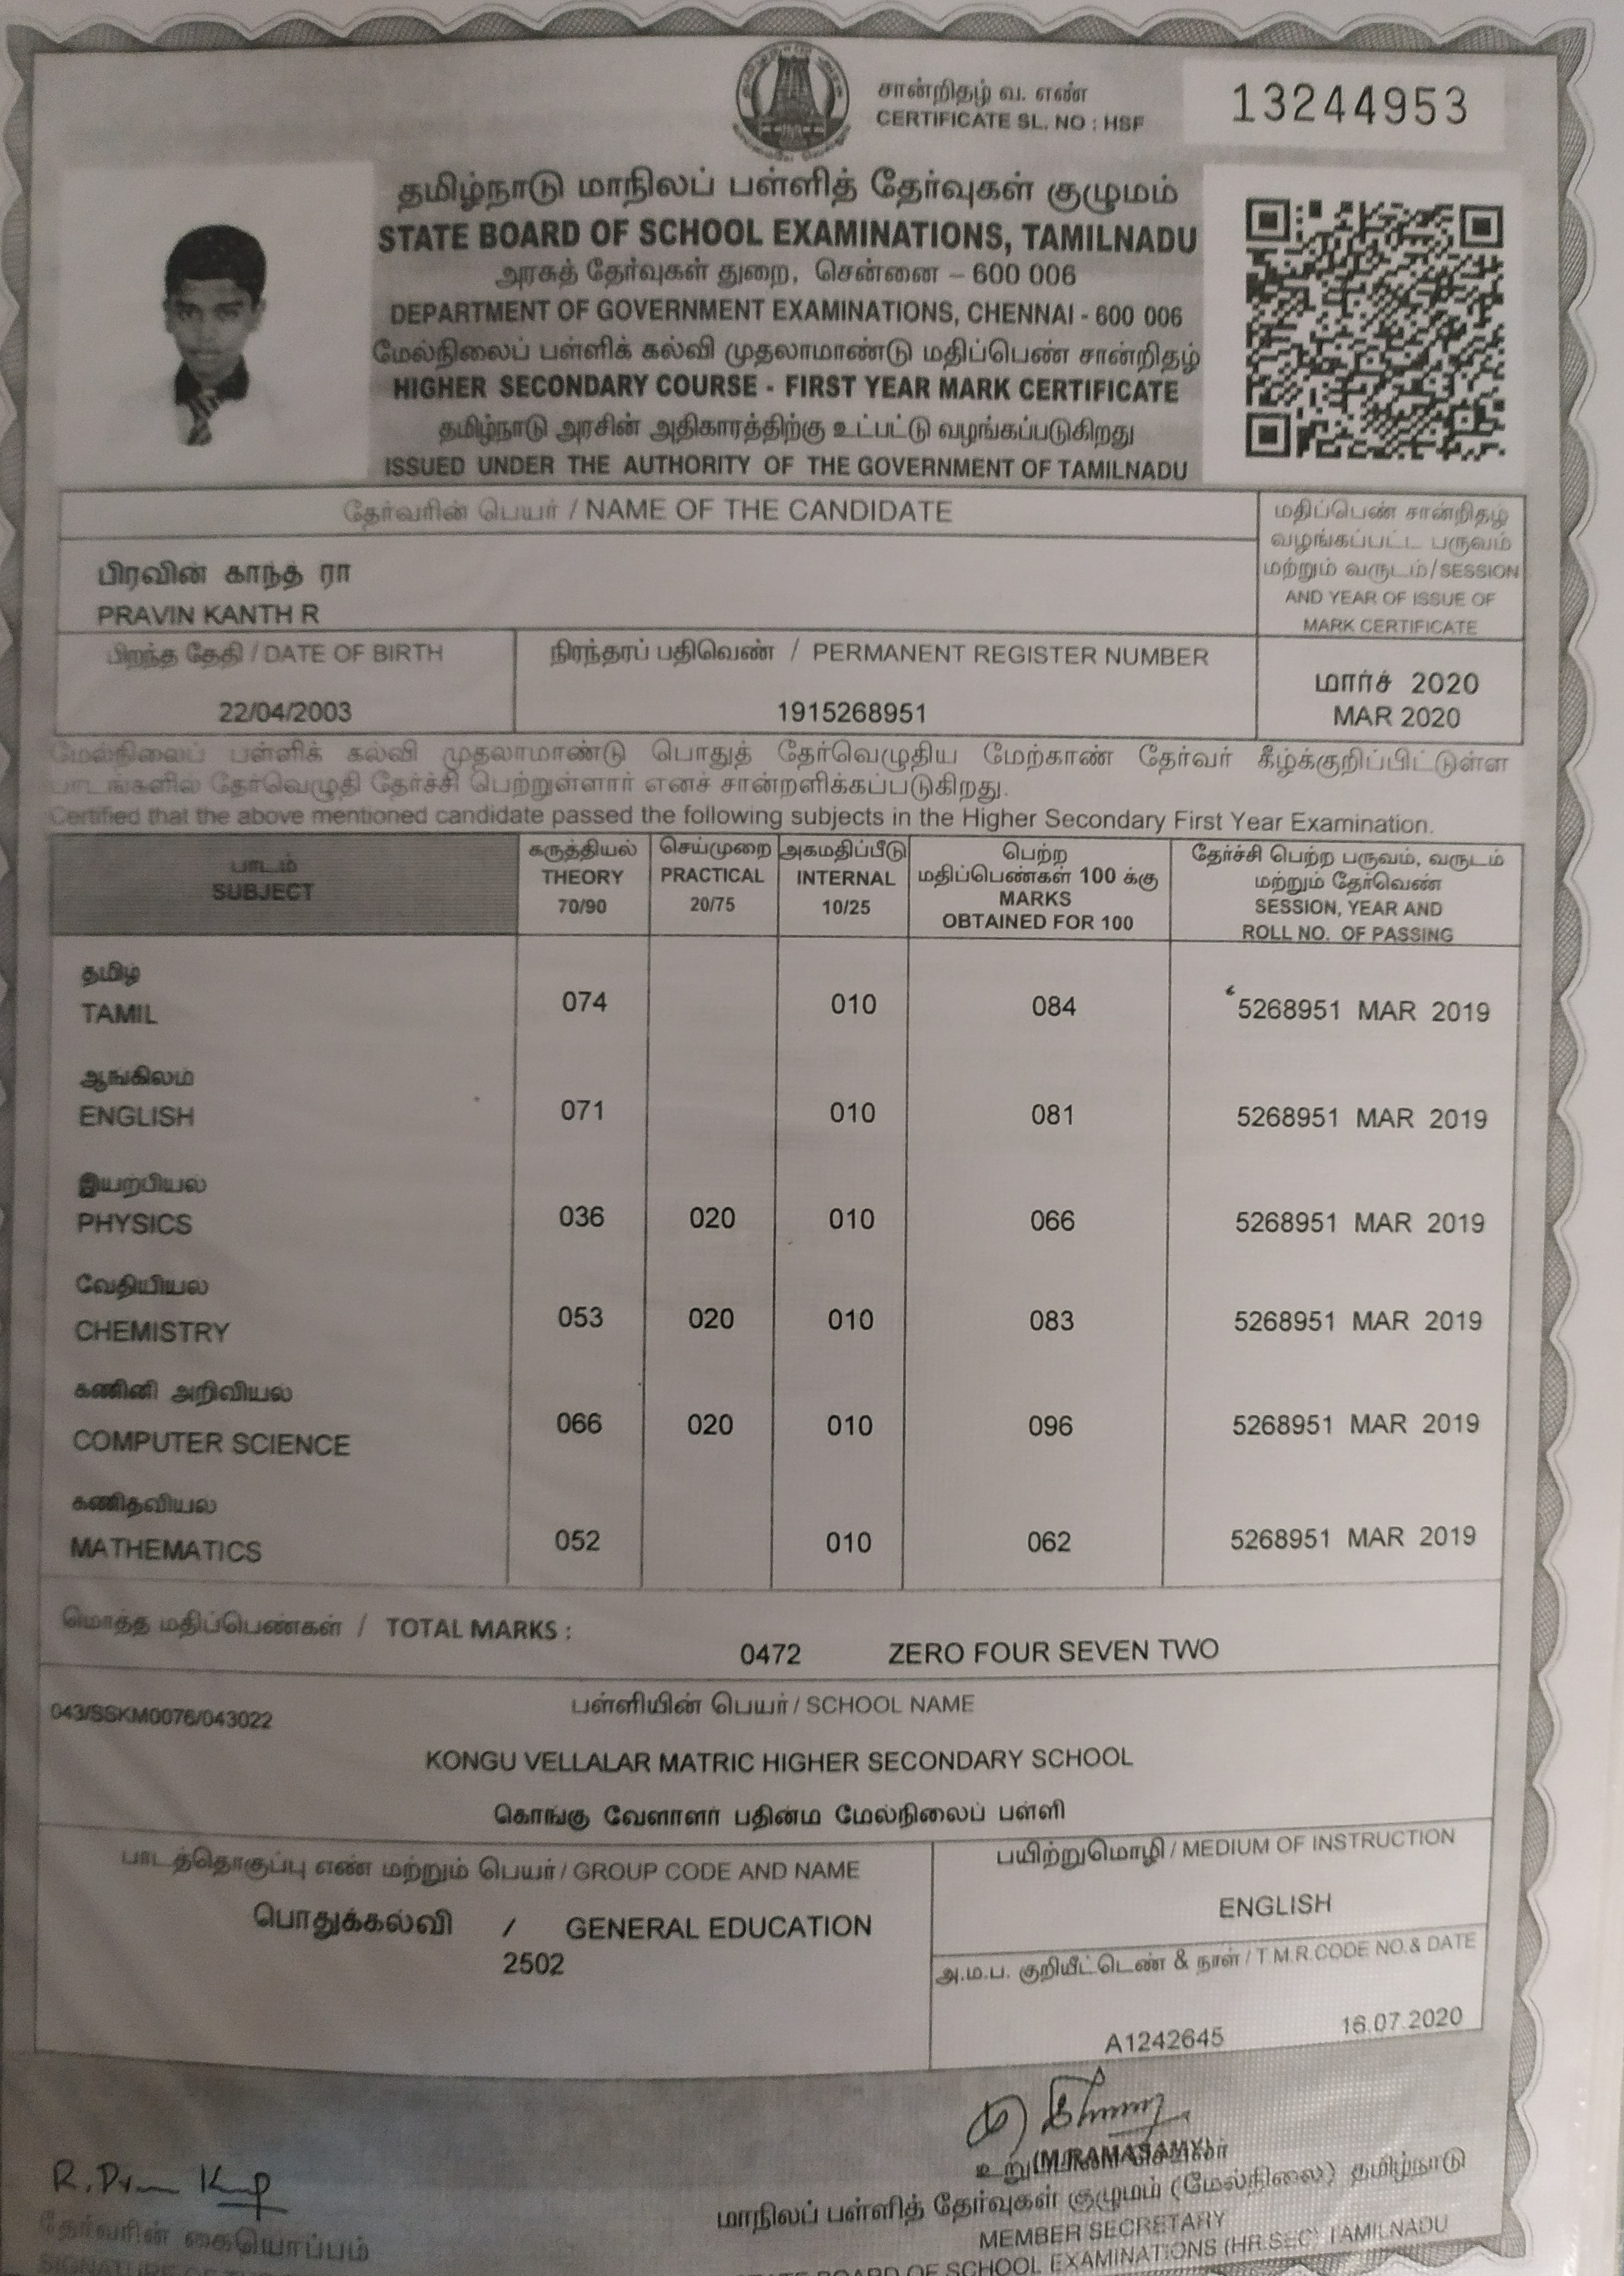 சான்றிதழ் வ. எண்
CERTIFICATE SL. NO : HSF
13244953
தமிழ்நாடு மாநிலப் பள்ளித் தேர்வுகள் குழுமம்
STATE BOARD OF SCHOOL EXAMINATIONS, TAMILNADU
அரசுத் தேர்வுகள் துறை, சென்னை – 600 006
DEPARTMENT OF GOVERNMENT EXAMINATIONS, CHENNAI - 600 006
மேல்நிலைப் பள்ளிக் கல்வி முதலாமாண்டு மதிப்பெண் சான்றிதழ்
HIGHER SECONDARY COURSE - FIRST YEAR MARK CERTIFICATE
தமிழ்நாடு அரசின் அதிகாரத்திற்கு உட்பட்டு வழங்கப்படுகிறது
ISSUED UNDER THE AUTHORITY OF THE GOVERNMENT OF TAMILNADU
தேர்வரின் பெயர் / NAME OF THE CANDIDATE
பிரவின் காந்த் ரா
PRAVIN KANTH R
மதிப்பெண் சான்றிதழ்
வழங்கப்பட்ட பருவம்
மற்றும் வருடம் / SESSION
AND YEAR OF ISSUE OF
MARK CERTIFICATE
பிறந்த தேதி / DATE OF BIRTH
22/04/2003
நிரந்தரப் பதிவெண் / PERMANENT REGISTER NUMBER
1915268951
மார்ச் 2020
MAR 2020
மேல்நிலைப் பள்ளிக் கல்வி முதலாமாண்டு பொதுத் தேர்வெழுதிய மேற்காண் தேர்வர் கீழ்க்குறிப்பிட்டுள்ள
பாடங்களில் தேர்வெழுதி தேர்ச்சி பெற்றுள்ளார் எனச் சான்றளிக்கப்படுகிறது.
Certified that the above mentioned candidate passed the following subjects in the Higher Secondary First Year Examination.
பாடம்
SUBJECT
கருத்தியல்
THEORY
70/90
செய்முறை
PRACTICAL
20/75
அகமதிப்பீடு
INTERNAL
10/25
பெற்ற
மதிப்பெண்கள் 100 க்கு
MARKS
OBTAINED FOR 100
தேர்ச்சி பெற்ற பருவம், வருடம்
மற்றும் தேர்வெண்
SESSION, YEAR AND
ROLL NO. OF PASSING
தமிழ்
TAMIL 074 010 084 5268951 MAR 2019
ஆங்கிலம்
ENGLISH 071 010 081 5268951 MAR 2019
இயற்பியல்
PHYSICS 036 020 010 066 5268951 MAR 2019
வேதியியல்
CHEMISTRY 053 020 010 083 5268951 MAR 2019
கணினி அறிவியல்
COMPUTER SCIENCE 066 020 010 096 5268951 MAR 2019
கணிதவியல்
MATHEMATICS 052 010 062 5268951 MAR 2019
மொத்த மதிப்பெண்கள் / TOTAL MARKS :
0472 ZERO FOUR SEVEN TWO
043/SSKM0076/043022
பள்ளியின் பெயர் / SCHOOL NAME
KONGU VELLALAR MATRIC HIGHER SECONDARY SCHOOL
கொங்கு வேளாளர் பதின்ம மேல்நிலைப் பள்ளி
பாடத்தொகுப்பு எண் மற்றும் பெயர் / GROUP CODE AND NAME
பொதுக்கல்வி / GENERAL EDUCATION
2502
பயிற்றுமொழி / MEDIUM OF INSTRUCTION
ENGLISH
அ.ம.ப. குறியீட்டெண் & நாள் / T.M.R.CODE NO.& DATE
A1242645 16.07.2020
(M.RAMASAMY)
மாநிலப் பள்ளித் தேர்வுகள் குழுமம் (மேல்நிலை) தமிழ்நாடு
MEMBER SECRETARY
BOARD OF SCHOOL EXAMINATIONS (HR.SEC) TAMILNADU
தேர்வரின் கையொப்பம்
SIGNATURE OF